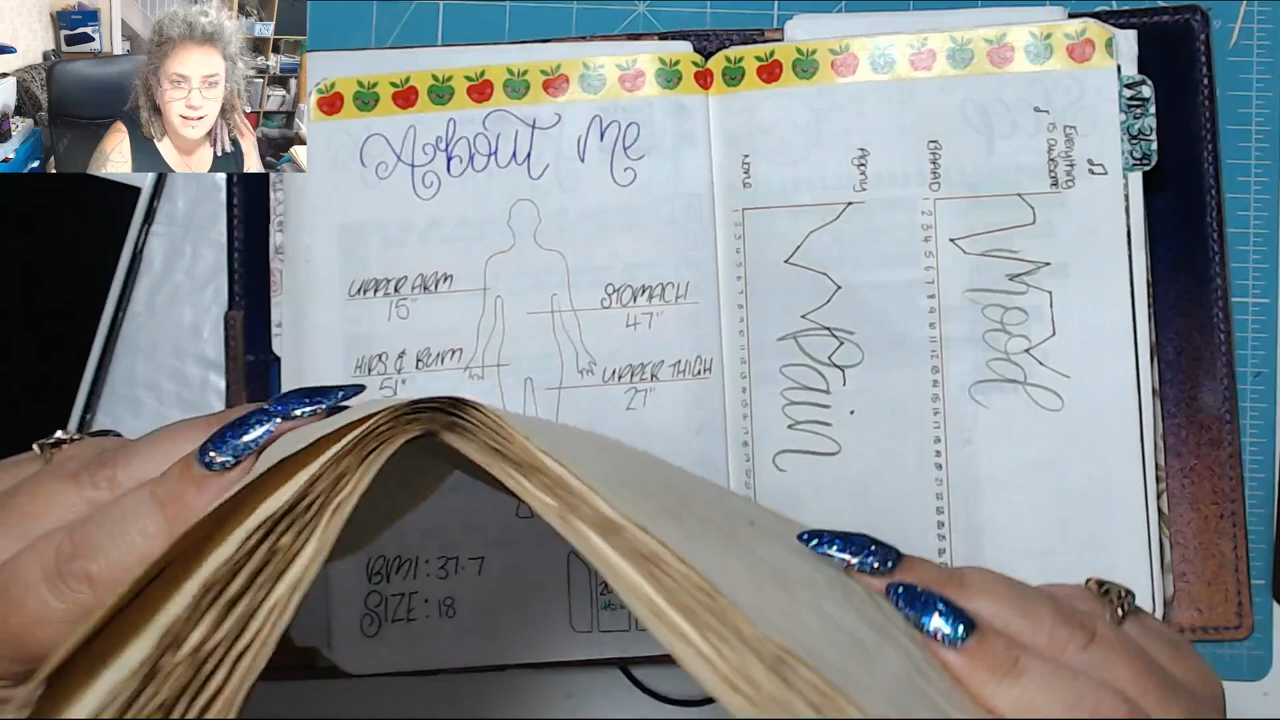 About Me
UPPER ARM
15"
STOMACH
47"
HIPS & BUM
51"
UPPER THIGH
27"
BMI: 37.7
SIZE: 18
Agony
None
Pain
Everything
is awesome
BAAAD
Mood